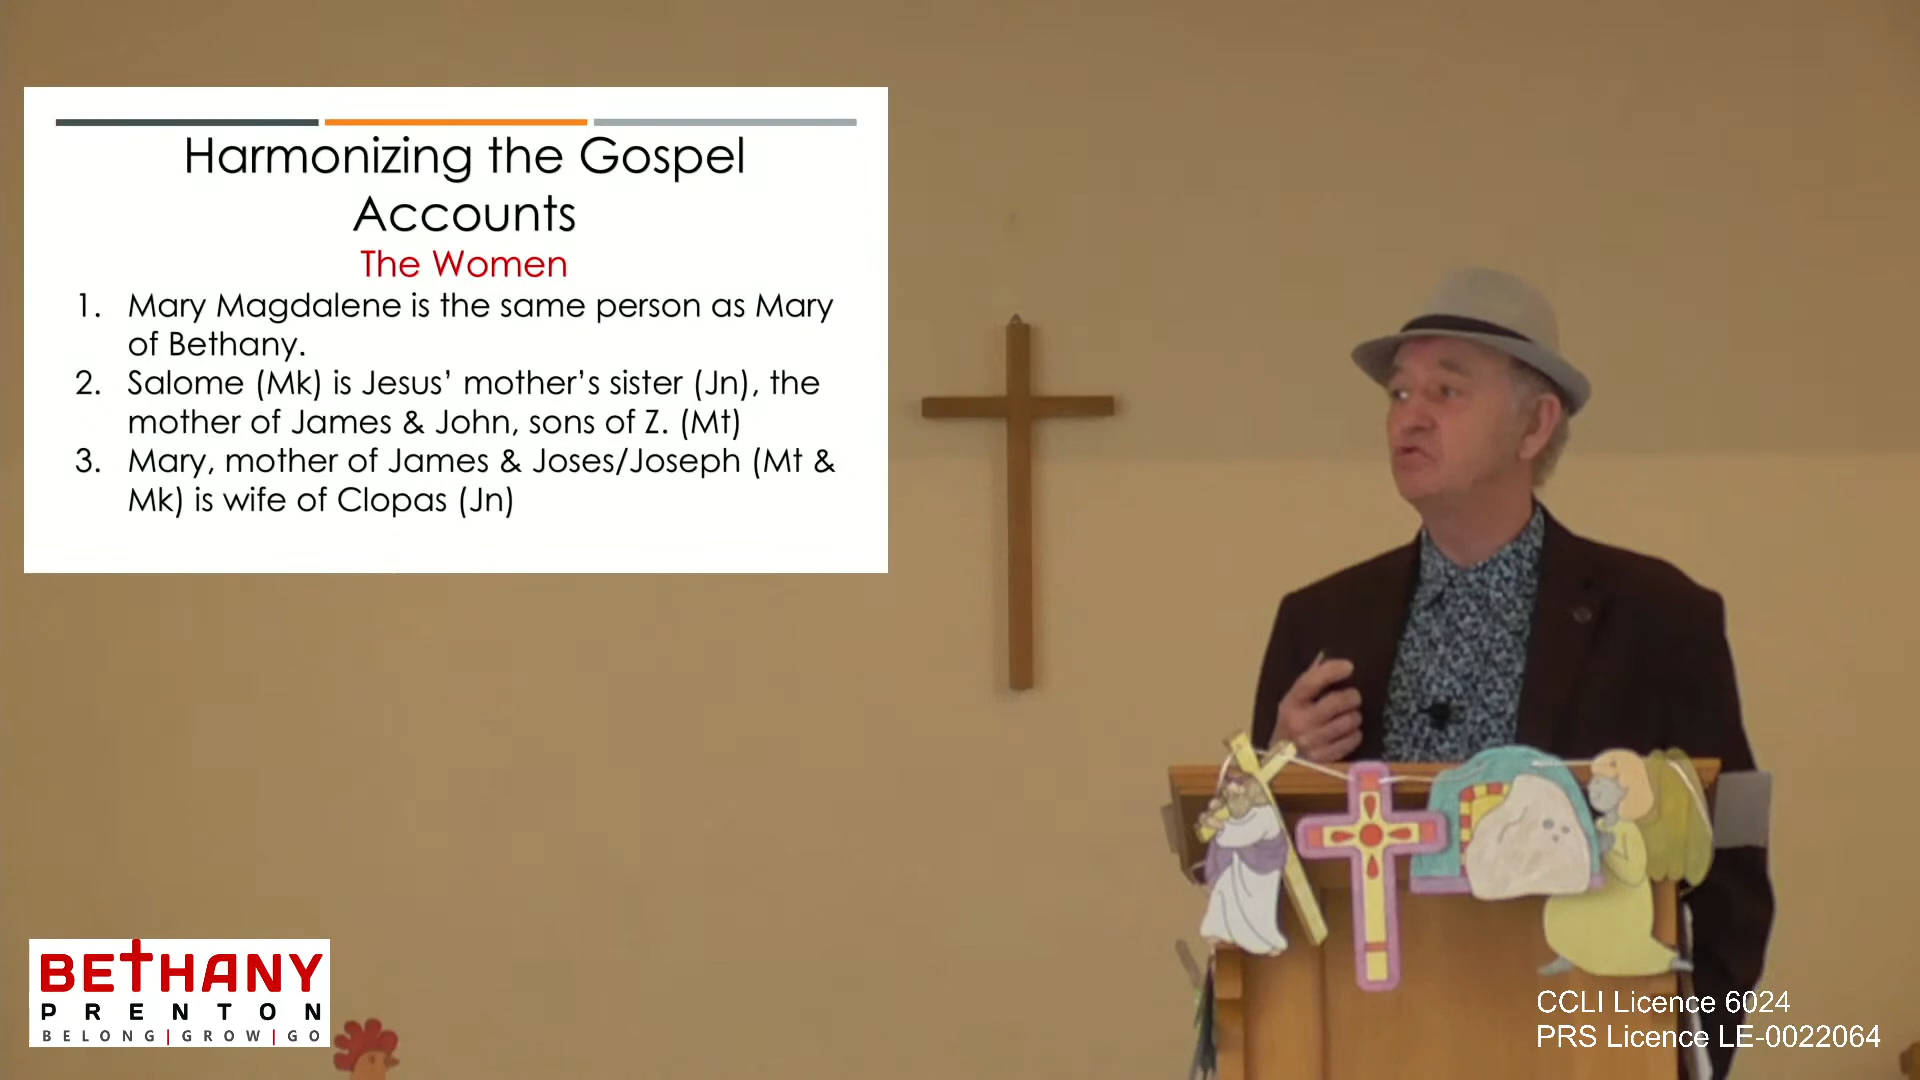 Harmonizing the Gospel
Accounts
The Women
1. Mary Magdalene is the same person as Mary
of Bethany.
2. Salome (Mk) is Jesus’ mother’s sister (Jn), the
mother of James & John, sons of Z. (Mt)
3. Mary, mother of James & Joses/Joseph (Mt &
Mk) is wife of Clopas (Jn)
BETHANY
PRENTON
BELONG|GROW|GO
CCLI Licence 6024
PRS Licence LE-0022064